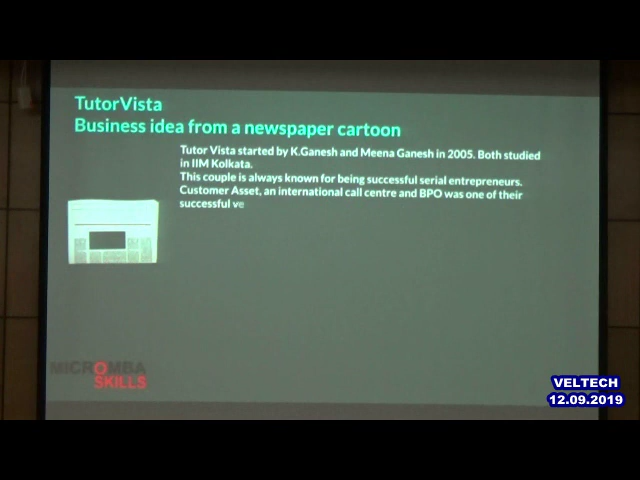 TutorVista
Business idea from a newspaper cartoon
Tutor Vista started by K.Ganesh and Meena Ganesh in 2005. Both studied
in IIM Kolkata.
This couple is always known for being successful serial entrepreneurs.
Customer Asset, an international call centre and BPO was one of their
successful ve
MICROMBA
SKILLS
VELTECH
12.09.2019